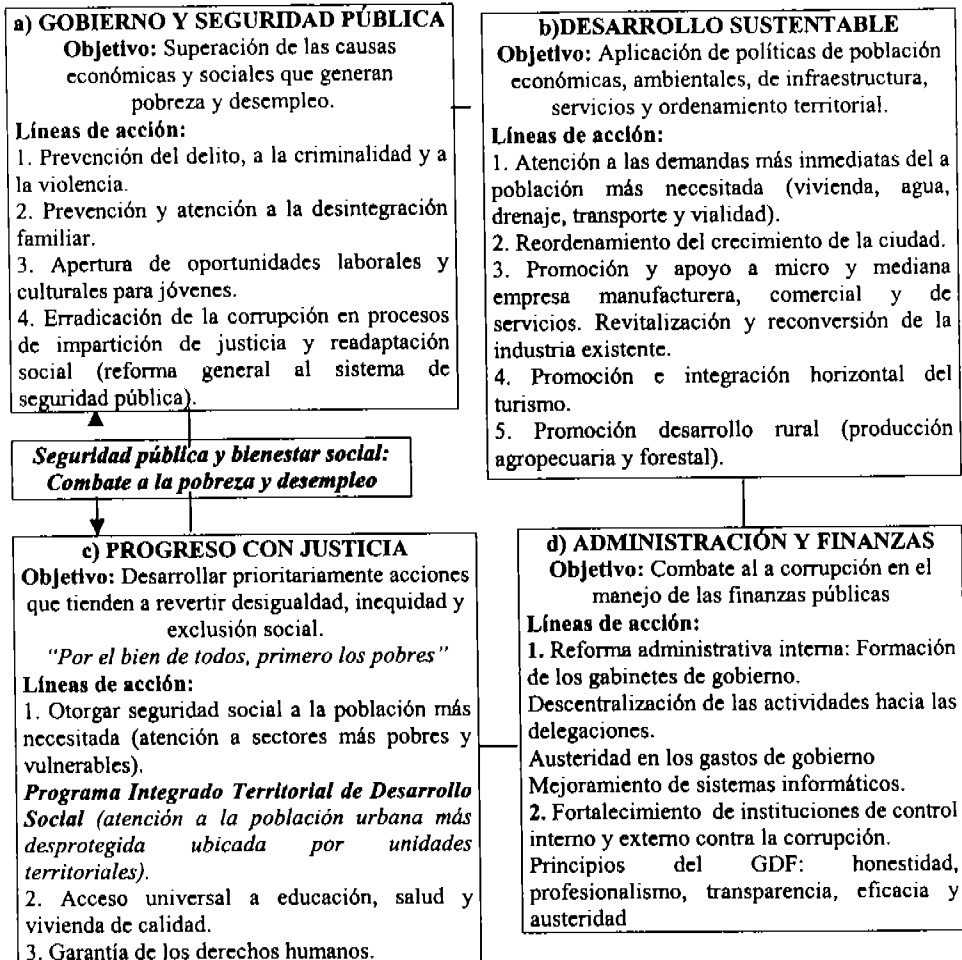 a) GOBIERNO Y SEGURIDAD PÚBLICA
Objetivo: Superación de las causas
económicas y sociales que generan
pobreza y desempleo.
Líneas de acción:
1. Prevención del delito, a la criminalidad y a
la violencia.
2. Prevención y atención a la desintegración
familiar.
3. Apertura de oportunidades laborales y
culturales para jóvenes.
4. Erradicación de la corrupción en procesos
de impartición de justicia y readaptación
social (reforma general al sistema de
seguridad pública).
b)DESARROLLO SUSTENTABLE
Objetivo: Aplicación de políticas de población
económicas, ambientales, de infraestructura,
servicios y ordenamiento territorial.
Líneas de acción:
1. Atención a las demandas más inmediatas del a
población más necesitada (vivienda, agua,
drenaje, transporte y vialidad).
2. Reordenamiento del crecimiento de la ciudad.
3. Promoción y apoyo a micro y mediana
empresa manufacturera, comercial y de
servicios. Revitalización y reconversión de la
industria existente.
4. Promoción e integración horizontal del
turismo.
5. Promoción desarrollo rural (producción
agropecuaria y forestal).
Seguridad pública y bienestar social:
Combate a la pobreza y desempleo
c) PROGRESO CON JUSTICIA
Objetivo: Desarrollar prioritariamente acciones
que tienden a revertir desigualdad, inequidad y
exclusión social.
"Por el bien de todos, primero los pobres"
Líneas de acción:
1. Otorgar seguridad social a la población más
necesitada (atención a sectores más pobres y
vulnerables).
Programa Integrado Territorial de Desarrollo
Social (atención a la población urbana más
desprotegida ubicada por unidades
territoriales).
2. Acceso universal a educación, salud y
vivienda de calidad.
3. Garantía de los derechos humanos.
d) ADMINISTRACIÓN Y FINANZAS
Objetivo: Combate al a corrupción en el
manejo de las finanzas públicas
Líneas de acción:
1. Reforma administrativa interna: Formación
de los gabinetes de gobierno.
Descentralización de las actividades hacia las
delegaciones.
Austeridad en los gastos de gobierno
Mejoramiento de sistemas informáticos.
2. Fortalecimiento de instituciones de control
interno y externo contra la corrupción.
Principios del GDF: honestidad,
profesionalismo, transparencia, eficacia y
austeridad